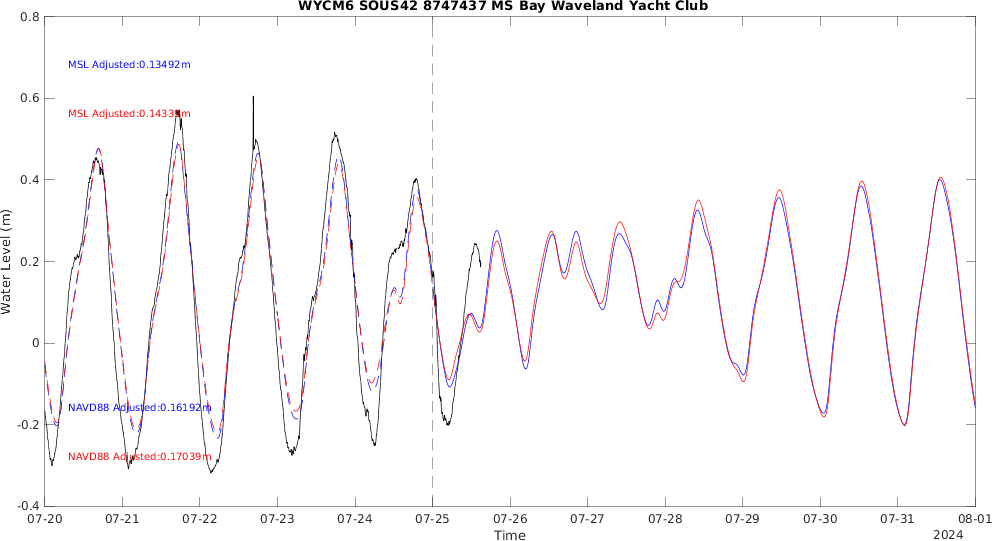 WYCM6 SOUS42 8747437 MS Bay Waveland Yacht Club
0.8
0.6
0.4
0.2
0
-0.2
-0.4
Water Level (m)
MSL Adjusted:0.13492m
MSL Adjusted:0.14339m
NAVD88 Adjusted:0.16192m
NAVD88 Adjusted:0.17039m
07-20 07-21 07-22 07-23 07-24 07-25 07-26 07-27 07-28 07-29 07-30 07-31 08-01
Time
2024